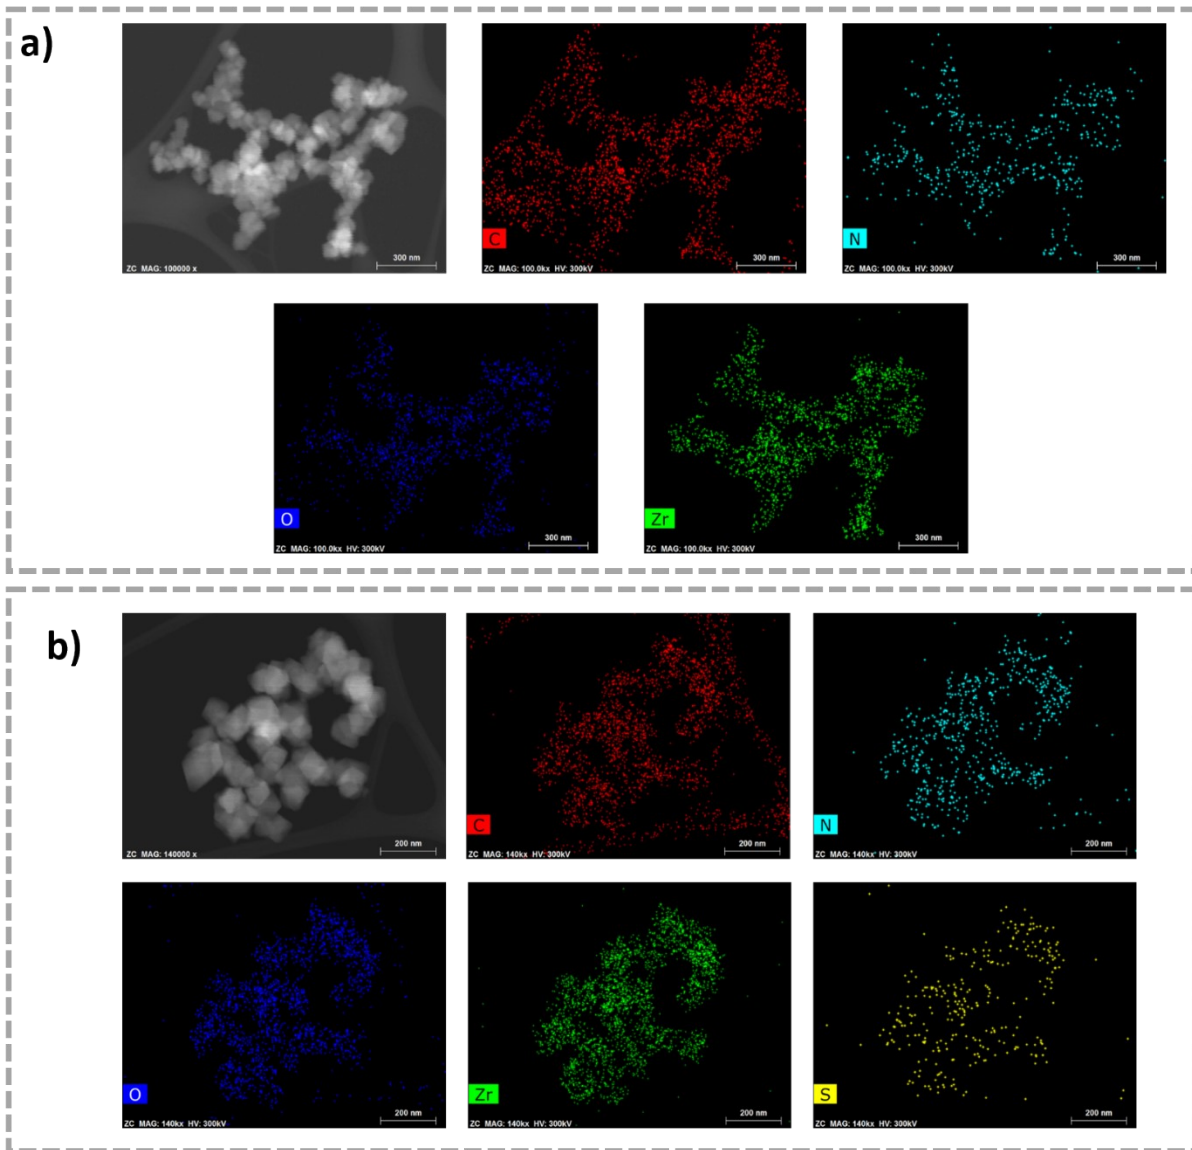 a)
ZC MAG: 100000 x
300 nm
C
ZC MAG: 100.0kx HV: 300kV
300 nm
N
ZC MAG: 100.0kx HV: 300kV
300 nm
O
ZC MAG: 100.0kx HV: 300kV
300 nm
Zr
ZC MAG: 100.0kx HV: 300kV
300 nm
b)
ZC MAG: 140000 x
200 nm
C
ZC MAG: 140kx HV: 300kV
200 nm
N
ZC MAG: 140kx HV: 300kV
200 nm
O
ZC MAG: 140kx HV: 300kV
200 nm
Zr
ZC MAG: 140kx HV: 300kV
200 nm
S
ZC MAG: 140kx HV: 300kV
200 nm